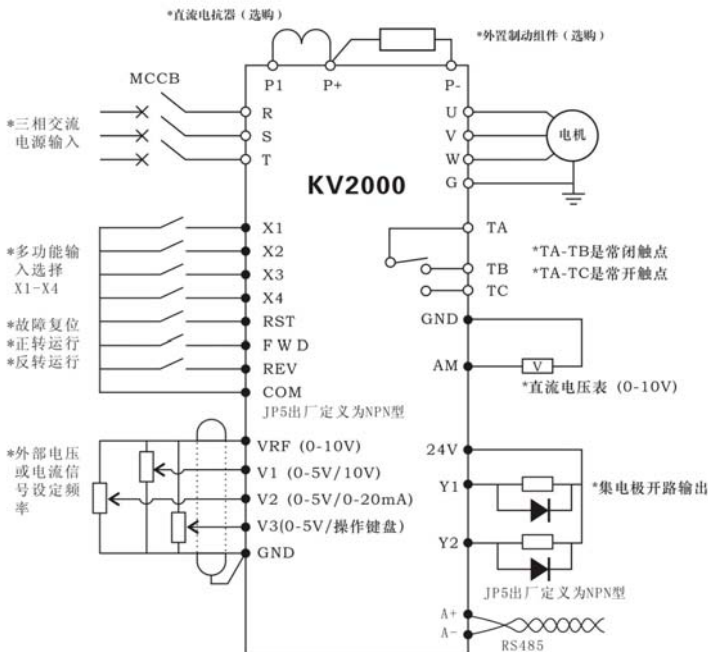 *直流电抗器（选购）
*外置制动组件（选购）
P1
P+
P-
MCCB
*三相交流
电源输入
R
S
T
KV2000
U
V
W
G
电机
*多功能输
入选择
X1-X4
*故障复位
*正转运行
*反转运行
X1
X2
X3
X4
RST
FWD
REV
COM
JP5出厂定义为NPN型
TA
TB
TC
*TA-TB是常闭触点
*TA-TC是常开触点
GND
AM
V
*直流电压表 (0-10V)
*外部电压
或电流信
号设定频
率
VRF (0-10V)
V1 (0-5V/10V)
V2 (0-5V/0-20mA)
V3(0-5V/操作键盘)
GND
24V
Y1
Y2
*集电极开路输出
JP5出厂定义为NPN型
A+
A-
RS485